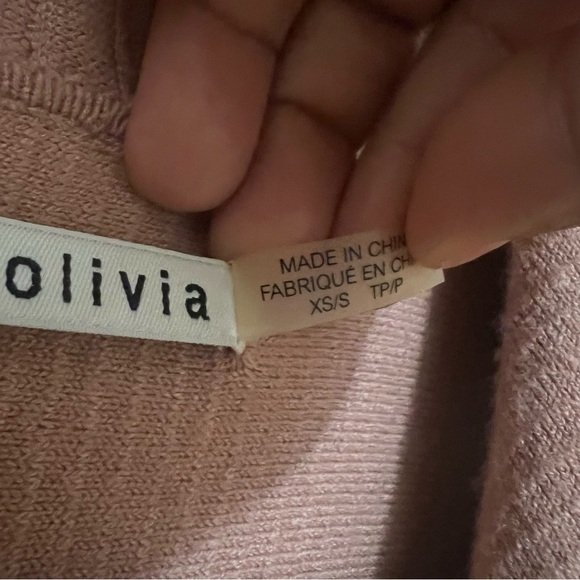 olivia
MADE IN CHIN
FABRIQUÉ EN CH
XS/S TP/P